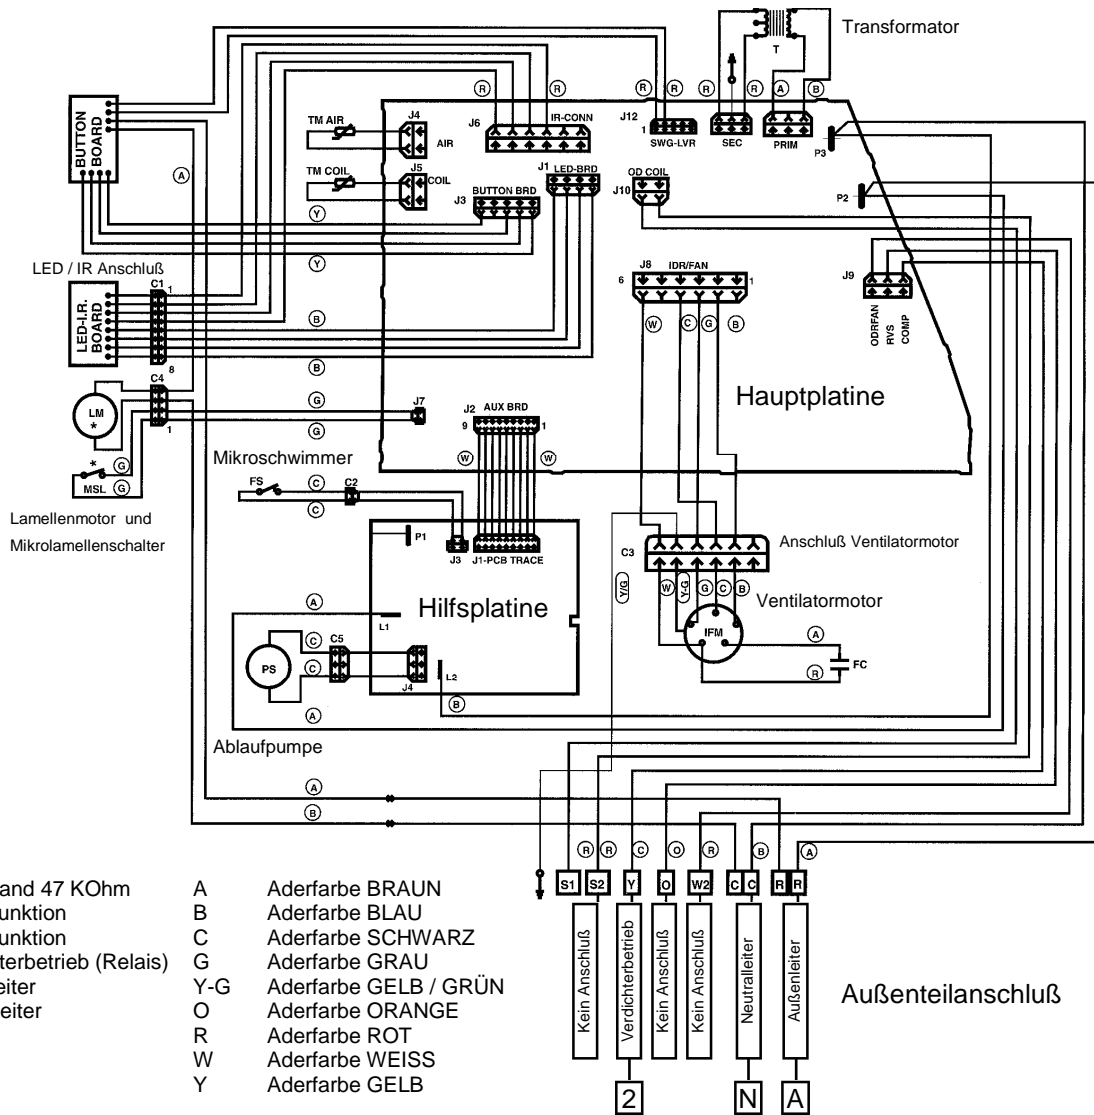 Transformator
T
R
R
R
R
R
R
A
B
BUTTON
BOARD
TM AIR
J4
AIR
J6
IR-CONN
J12
1
SWG-LVR
SEC
PRIM
P3
A
TM COIL
J5
COIL
J1
LED-BRD
OD COIL
J10
P2
Y
J3
BUTTON BRD
Y
LED / IR Anschluß
C1
1
LED-I.R.
BOARD
8
B
B
J8
IDR/FAN
6
1
J9
ODRFAN
RVS
COMP
W
C
G
B
Hauptplatine
C4
1
LM
*
G
G
J7
J2
AUX BRD
9
1
W
W
*
MSL
G
G
Mikroschwimmer
FS
C
C
C2
Lamellenmotor und
Mikrolamellenschalter
P1
J3
J1-PCB TRACE
C3
Anschluß Ventilatormotor
Y/G
W
Y-G
G
C
B
Hilfsplatine
Ventilatormotor
IFM
A
R
FC
A
L1
C
C
C5
PS
J4
L2
B
A
Ablaufpumpe
A
B
R
R
C
O
R
B
A
S1
S2
Y
O
W2
C
C
R
R
Kein Anschluß
Verdichterbetrieb
Kein Anschluß
Kein Anschluß
Neutralleiter
Außenleiter
2
N
A
Außenteilanschluß
and 47 KOhm
unktion
unktion
terbetrieb (Relais)
eiter
eiter
A Aderfarbe BRAUN
B Aderfarbe BLAU
C Aderfarbe SCHWARZ
G Aderfarbe GRAU
Y-G Aderfarbe GELB / GRÜN
O Aderfarbe ORANGE
R Aderfarbe ROT
W Aderfarbe WEISS
Y Aderfarbe GELB